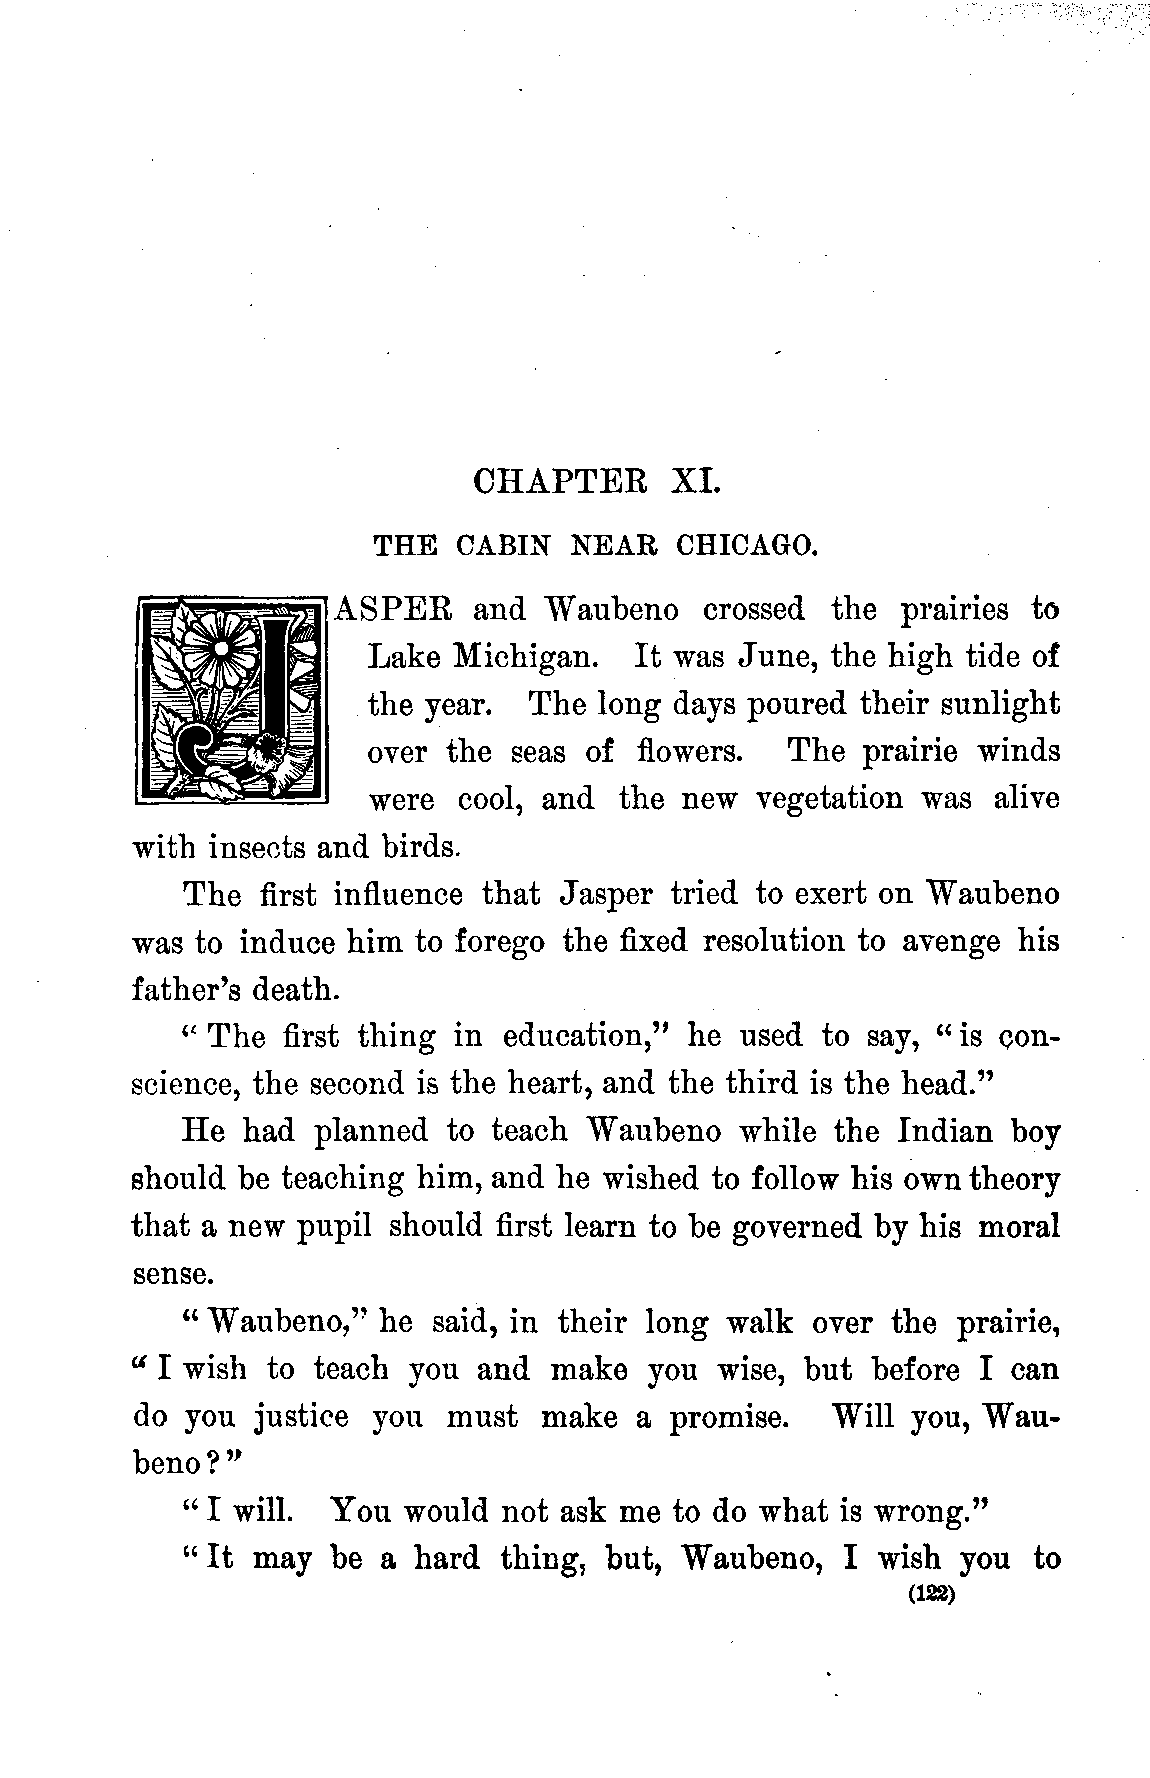 CHAPTER XI.
THE CABIN NEAR CHICAGO.
JASPER and Waubeno crossed the prairies to
Lake Michigan. It was June, the high tide of
the year. The long days poured their sunlight
over the seas of flowers. The prairie winds
were cool, and the new vegetation was alive
with insects and birds.
The first influence that Jasper tried to exert on Waubeno
was to induce him to forego the fixed resolution to avenge his
father's death.
"The first thing in education," he used to say, "is con-
science, the second is the heart, and the third is the head."
He had planned to teach Waubeno while the Indian boy
should be teaching him, and he wished to follow his own theory
that a new pupil should first learn to be governed by his moral
sense.
"Waubeno," he said, in their long walk over the prairie,
"I wish to teach you and make you wise, but before I can
do you justice you must make a promise. Will you, Wau-
beno?"
"I will. You would not ask me to do what is wrong."
"It may be a hard thing, but, Waubeno, I wish you to
(122)